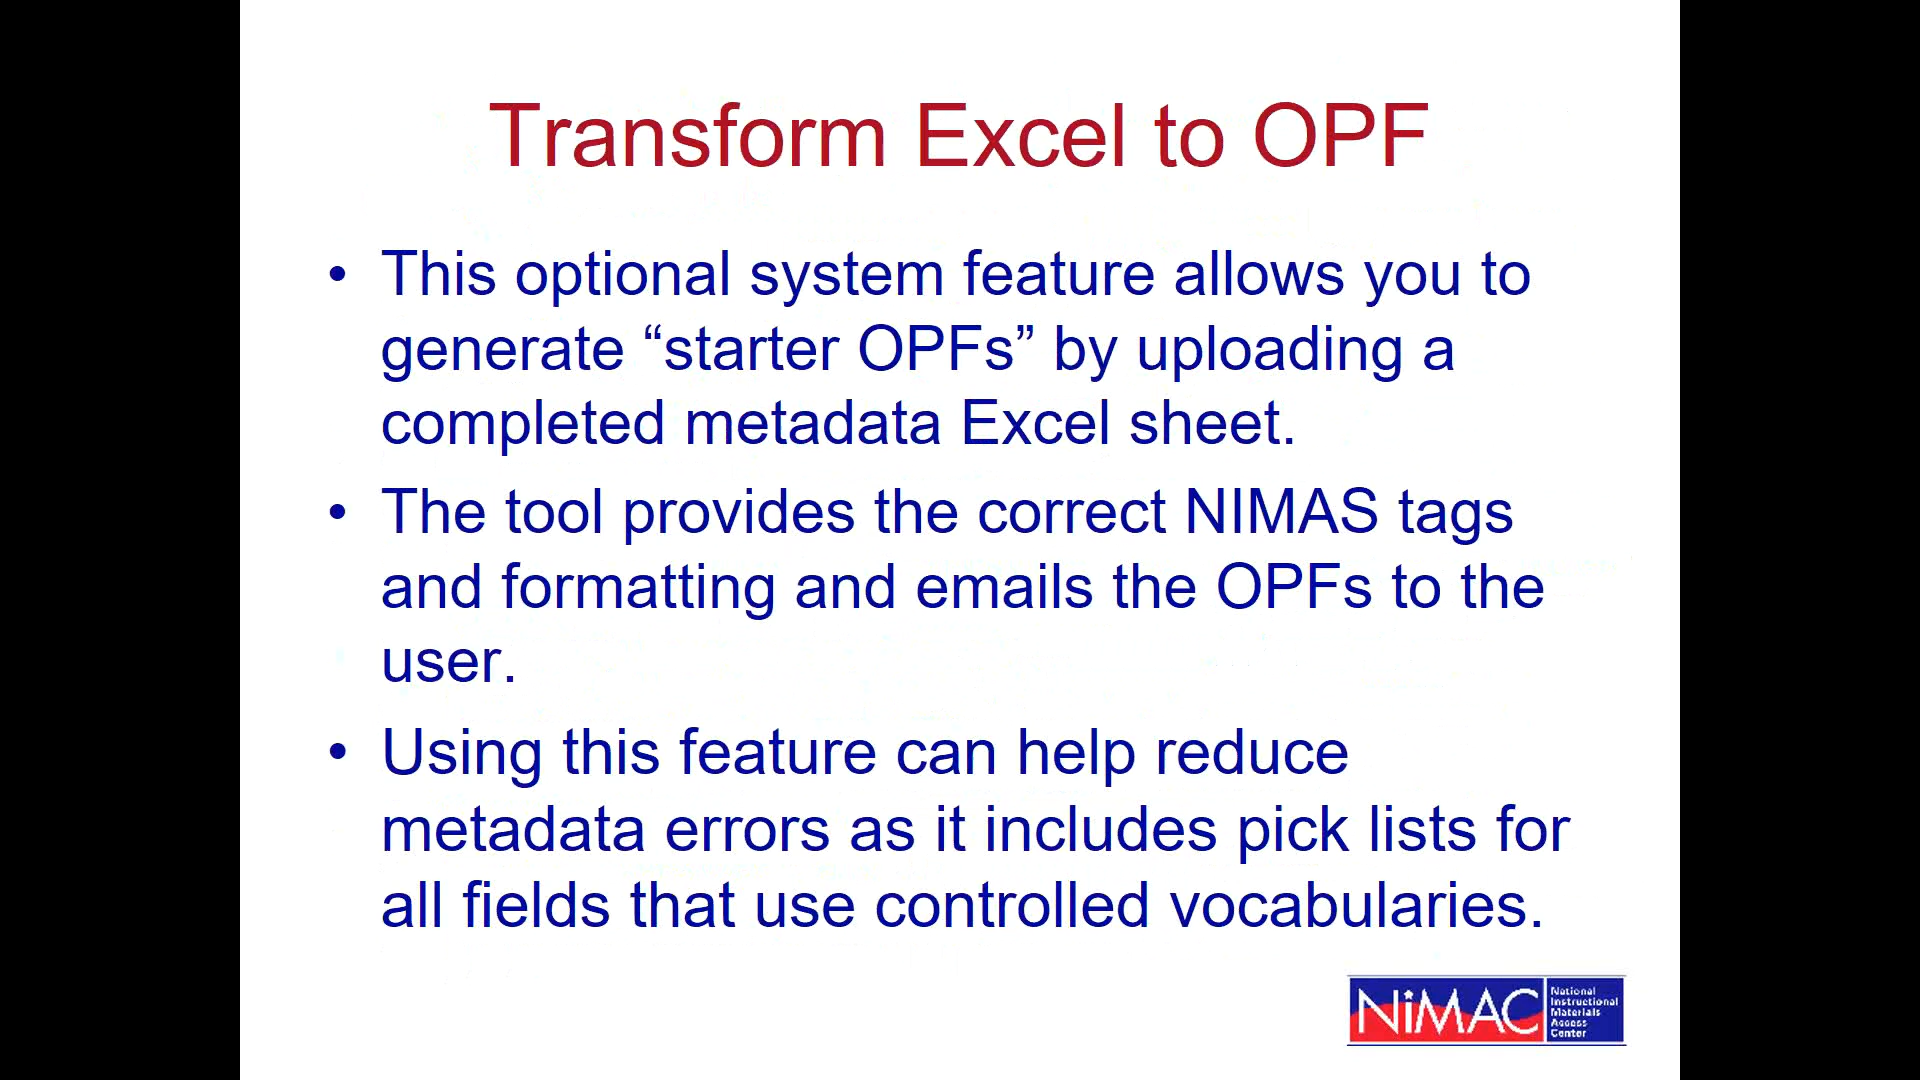 Transform Excel to OPF
• This optional system feature allows you to
generate “starter OPFs” by uploading a
completed metadata Excel sheet.
• The tool provides the correct NIMAS tags
and formatting and emails the OPFs to the
user.
• Using this feature can help reduce
metadata errors as it includes pick lists for
all fields that use controlled vocabularies.
NiMAC
National
Instructional
Materials
Access
Center